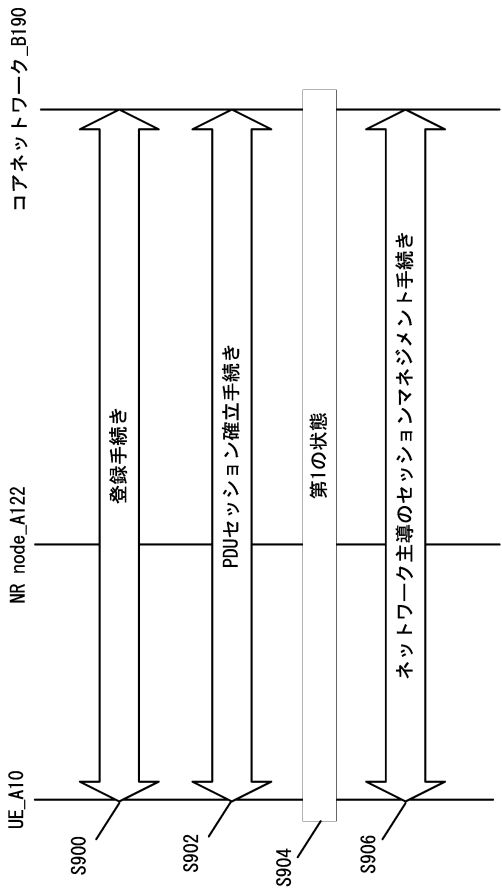 UE_A10
NR node_A122
コアネットワーク_B190
S900
登録手続き
S902
PDUセッション確立手続き
S904
第1の状態
S906
ネットワーク主導のセッションマネジメント手続き